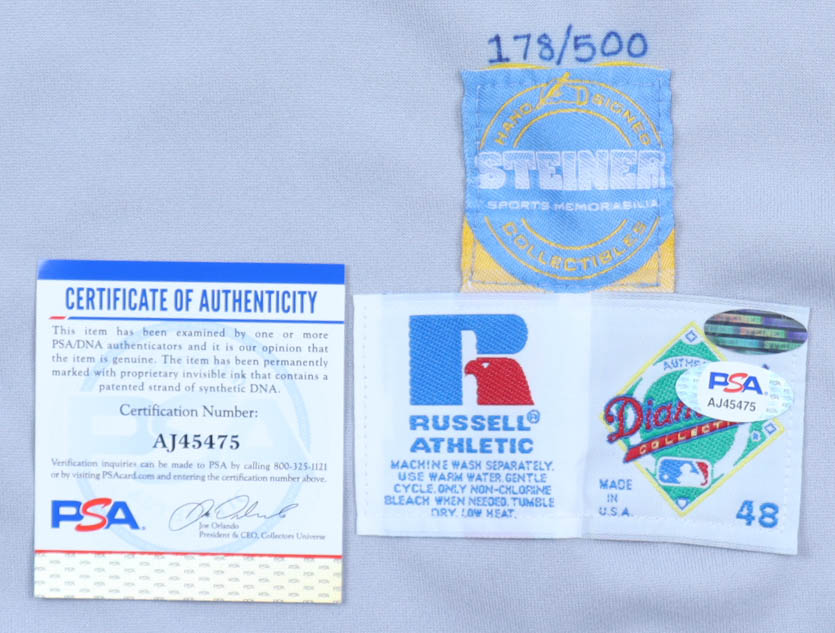 178/500
HAND SIGNED
STEINER
SPORTS MEMORABILIA
COLLECTIBLES
CERTIFICATE OF AUTHENTICITY
This item has been examined by one or more
PSA/DNA authenticators and it is our opinion that
the item is genuine. The item has been permanently
marked with proprietary invisible ink that contains a
patented strand of synthetic DNA.
Certification Number:
AJ45475
Verification inquiries can be made to PSA by calling 800-325-1121
or by visiting PSAcard.com and entering the certification number above.
PSA
Joe Orlando
President & CEO, Collectors Universe
RUSSELL®
ATHLETIC
MACHINE WASH SEPARATELY.
USE WARM WATER, GENTLE
CYCLE. ONLY NON-CHLORINE
BLEACH WHEN NEEDED. TUMBLE
DRY. LOW HEAT.
PSA
AJ45475
COLLECTION
MADE
IN
U.S.A.
48